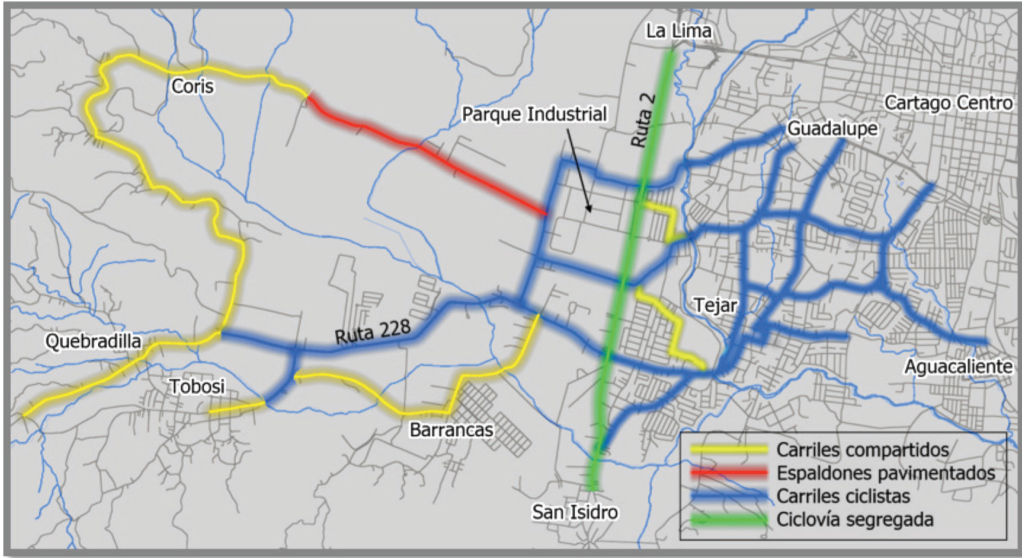 La Lima
Coris
Cartago Centro
Parque Industrial
Ruta 2
Guadalupe
Tejar
Quebradilla
Ruta 228
Tobosi
Aguacaliente
Barrancas
San Isidro
Carriles compartidos
Espaldones pavimentados
Carriles ciclistas
Ciclovía segregada